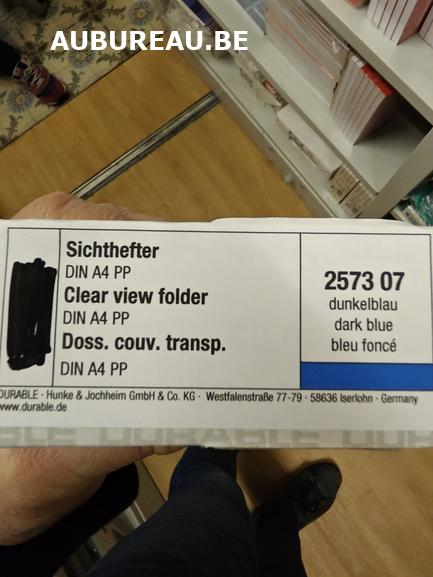 AUBUREAU.BE
Sichthefter
DIN A4 PP
Clear view folder
DIN A4 PP
Doss. couv. transp.
DIN A4 PP
2573 07
dunkelblau
dark blue
bleu foncé
DURABLE · Hunke & Jochheim GmbH & Co. KG · Westfalenstraße 77-79 · 58636 Iserlohn · Germany
www.durable.de
DURABLE